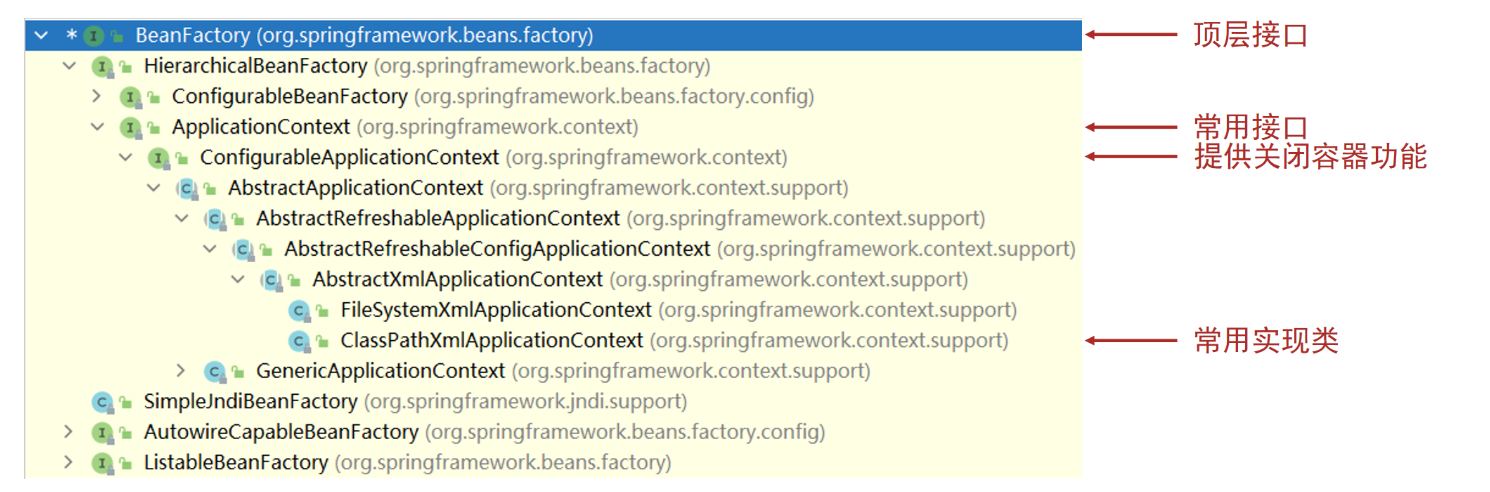 * BeanFactory (org.springframework.beans.factory) 顶层接口
HierarchicalBeanFactory (org.springframework.beans.factory)
ConfigurableBeanFactory (org.springframework.beans.factory.config)
ApplicationContext (org.springframework.context) 常用接口
ConfigurableApplicationContext (org.springframework.context) 提供关闭容器功能
AbstractApplicationContext (org.springframework.context.support)
AbstractRefreshableApplicationContext (org.springframework.context.support)
AbstractRefreshableConfigApplicationContext (org.springframework.context.support)
AbstractXmlApplicationContext (org.springframework.context.support)
FileSystemXmlApplicationContext (org.springframework.context.support)
ClassPathXmlApplicationContext (org.springframework.context.support) 常用实现类
GenericApplicationContext (org.springframework.context.support)
SimpleJndiBeanFactory (org.springframework.jndi.support)
AutowireCapableBeanFactory (org.springframework.beans.factory.config)
ListableBeanFactory (org.springframework.beans.factory)